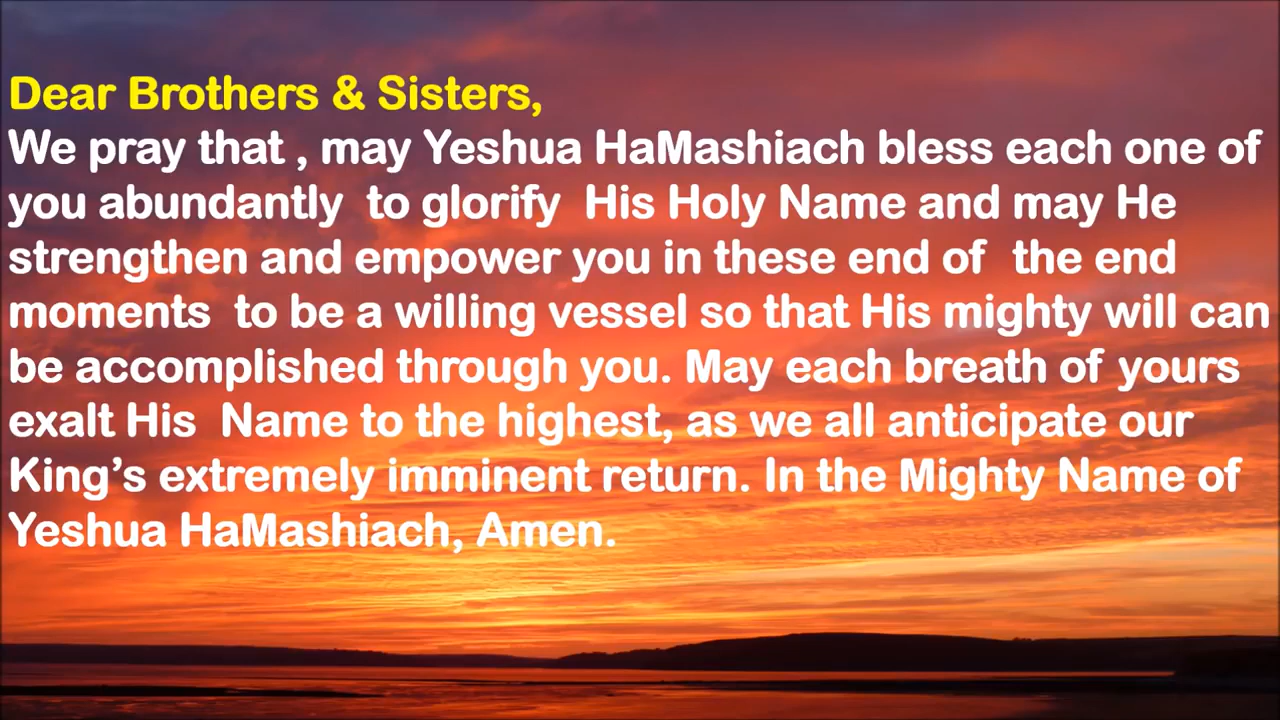 Dear Brothers & Sisters,
We pray that , may Yeshua HaMashiach bless each one of
you abundantly  to glorify  His Holy Name and may He
strengthen and empower you in these end of  the end
moments  to be a willing vessel so that His mighty will can
be accomplished through you. May each breath of yours
exalt His  Name to the highest, as we all anticipate our
King’s extremely imminent return. In the Mighty Name of
Yeshua HaMashiach, Amen.